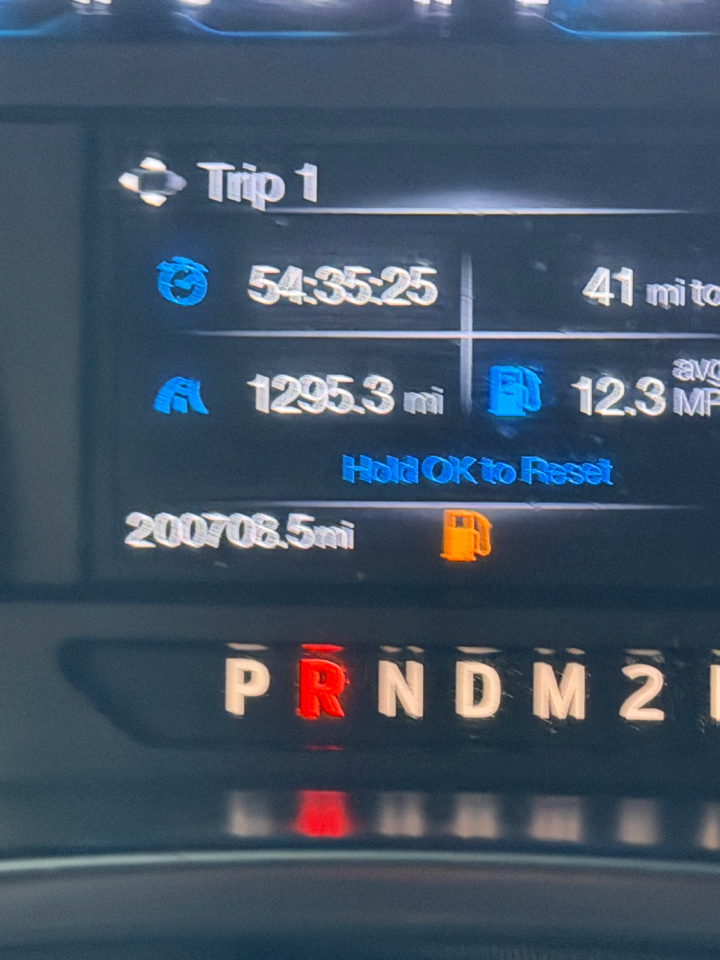 Trip 1
54:35:25 41 mi to
1295.3 mi 12.3 avg
Hold OK to Reset
200708.5mi
P R N D M 2